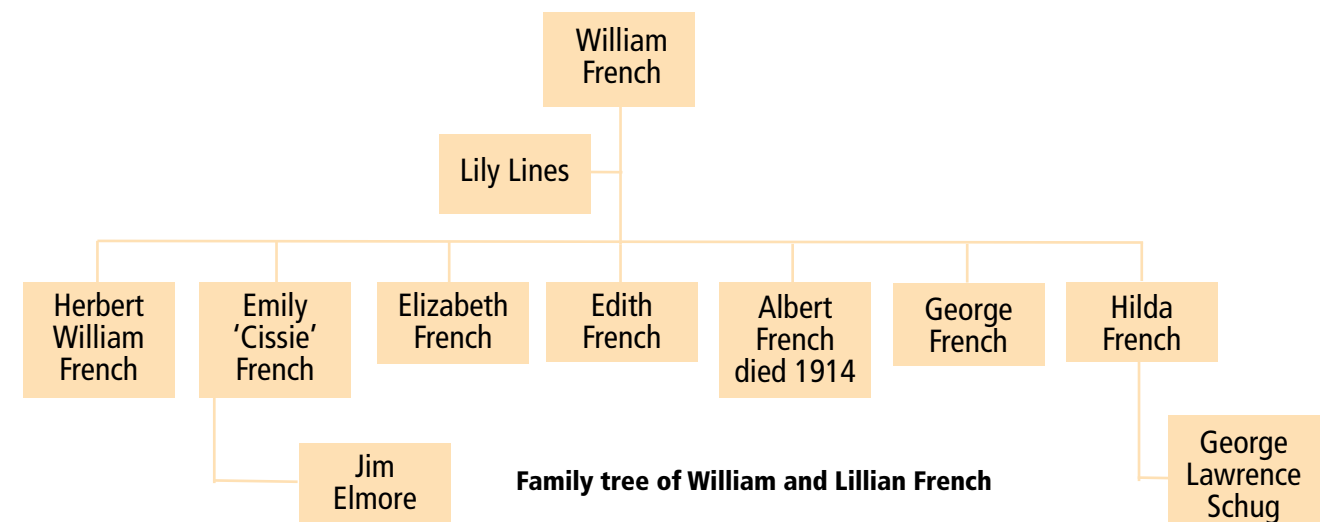 William
French
Lily Lines
Herbert
William
French
Emily
‘Cissie’
French
Elizabeth
French
Edith
French
Albert
French
died 1914
George
French
Hilda
French
Jim
Elmore
Family tree of William and Lillian French
George
Lawrence
Schug